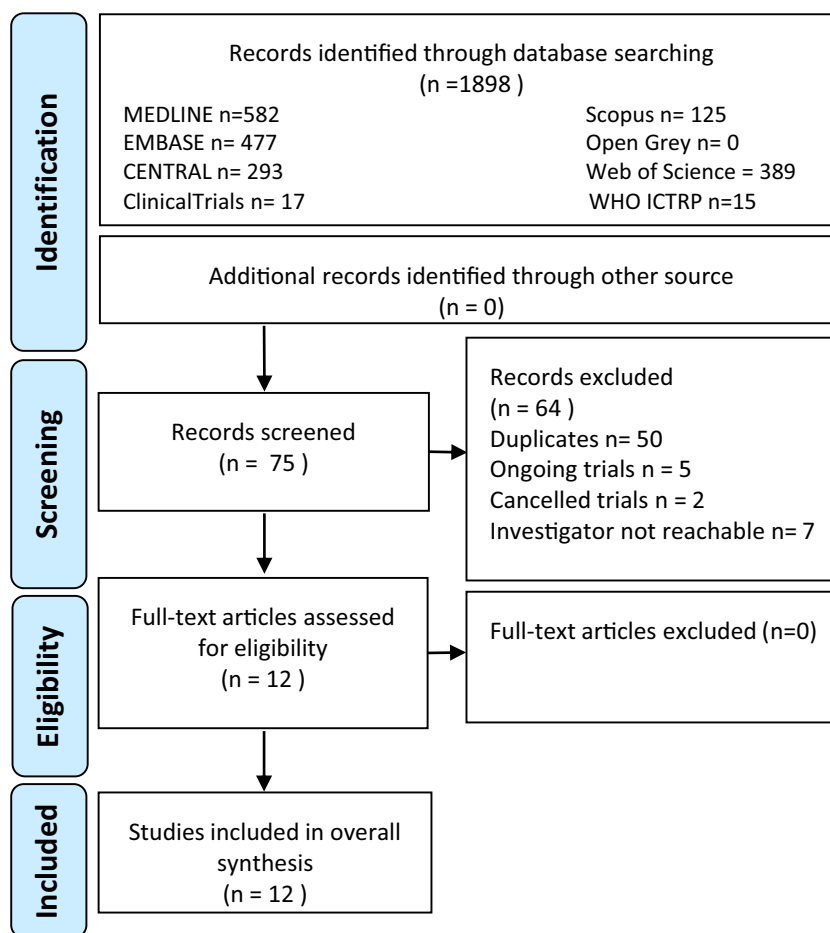 Identification
Records identified through database searching
(n =1898 )
MEDLINE n=582
EMBASE n= 477
CENTRAL n= 293
ClinicalTrials n= 17
Scopus n= 125
Open Grey n= 0
Web of Science = 389
WHO ICTRP n=15
Additional records identified through other source
(n = 0)
Screening
Records screened
(n = 75 )
Records excluded
(n = 64 )
Duplicates n= 50
Ongoing trials n = 5
Cancelled trials n = 2
Investigator not reachable n= 7
Eligibility
Full-text articles assessed
for eligibility
(n = 12 )
Full-text articles excluded (n=0)
Included
Studies included in overall
synthesis
(n = 12 )